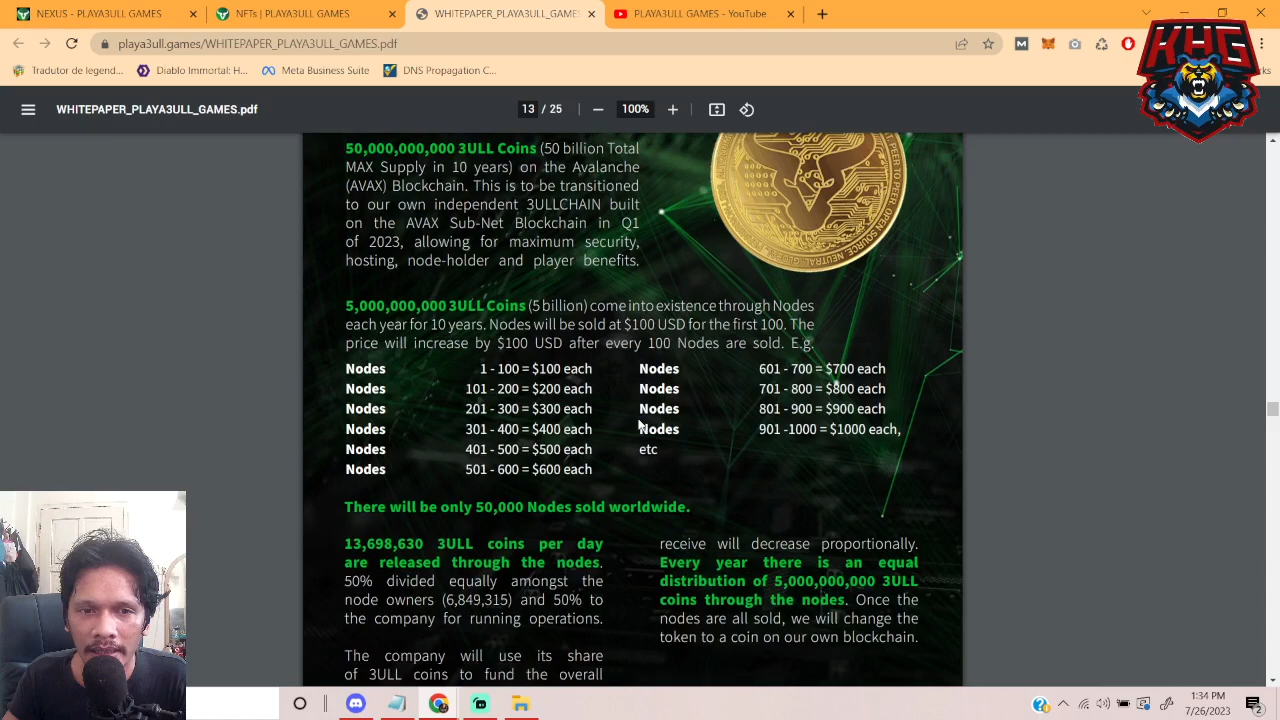 NEXUS - PLAYA3ULL GAMES
NFTs | PLAYA3ULL GAMES
WHITEPAPER_PLAYA3ULL_GAMES
PLAYA3ULL GAMES - YouTube
playa3ull.games/WHITEPAPER_PLAYA3ULL_GAMES.pdf
Tradutor de legend...
Diablo Immortal: H...
Meta Business Suite
DNS Propagation C...
KHG
WHITEPAPER_PLAYA3ULL_GAMES.pdf
13 / 25
100%
50,000,000,000 3ULL Coins (50 billion Total
MAX Supply in 10 years) on the Avalanche
(AVAX) Blockchain. This is to be transitioned
to our own independent 3ULLCHAIN built
on the AVAX Sub-Net Blockchain in Q1
of 2023, allowing for maximum security,
hosting, node-holder and player benefits.
5,000,000,000 3ULL Coins (5 billion) come into existence through Nodes
each year for 10 years. Nodes will be sold at $100 USD for the first 100. The
price will increase by $100 USD after every 100 Nodes are sold. E.g.
Nodes 1 - 100 = $100 each
Nodes 101 - 200 = $200 each
Nodes 201 - 300 = $300 each
Nodes 301 - 400 = $400 each
Nodes 401 - 500 = $500 each
Nodes 501 - 600 = $600 each
Nodes 601 - 700 = $700 each
Nodes 701 - 800 = $800 each
Nodes 801 - 900 = $900 each
Nodes 901 -1000 = $1000 each,
etc
There will be only 50,000 Nodes sold worldwide.
13,698,630 3ULL coins per day
are released through the nodes.
50% divided equally amongst the
node owners (6,849,315) and 50% to
the company for running operations.
The company will use its share
of 3ULL coins to fund the overall
receive will decrease proportionally.
Every year there is an equal
distribution of 5,000,000,000 3ULL
coins through the nodes. Once the
nodes are all sold, we will change the
token to a coin on our own blockchain.
1:34 PM
7/26/2023